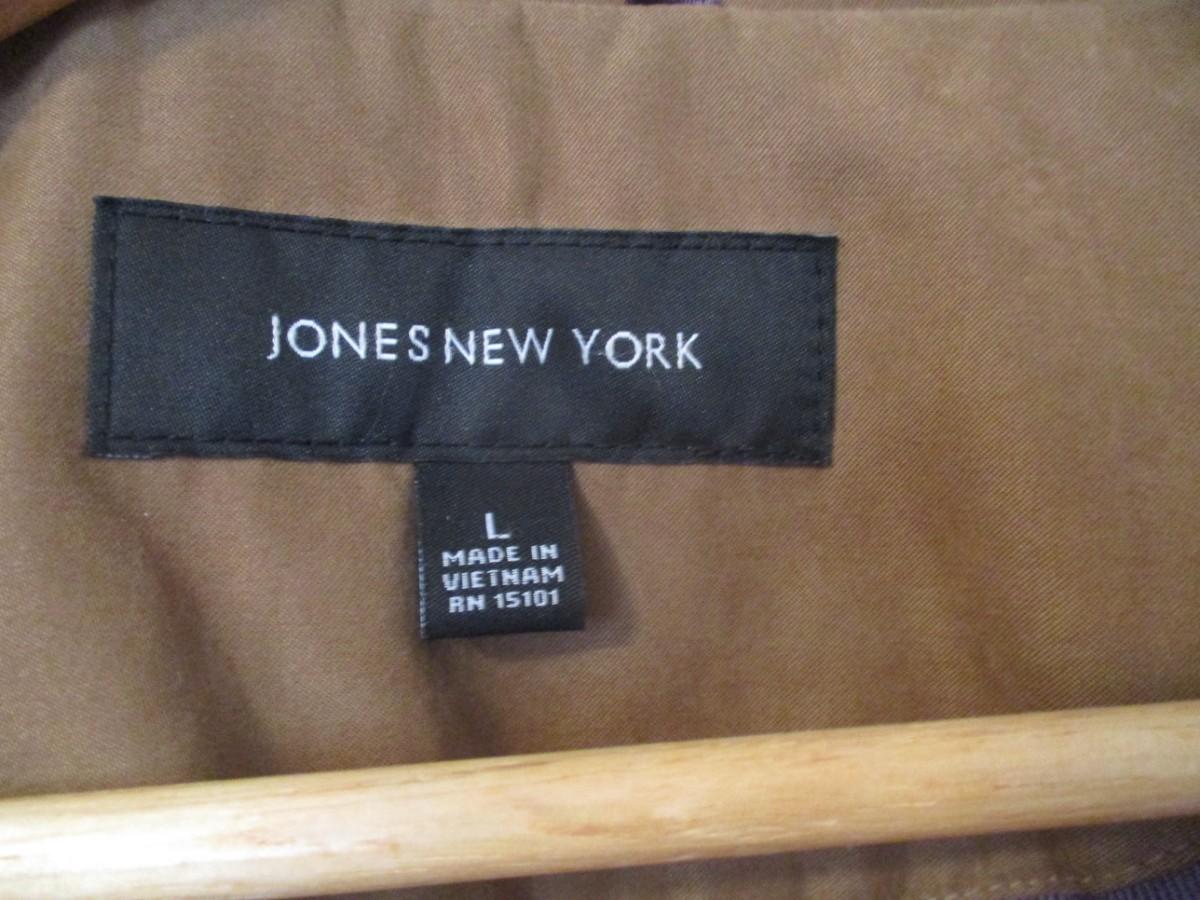 JONES NEW YORK
L
MADE IN
VIETNAM
RN 15101